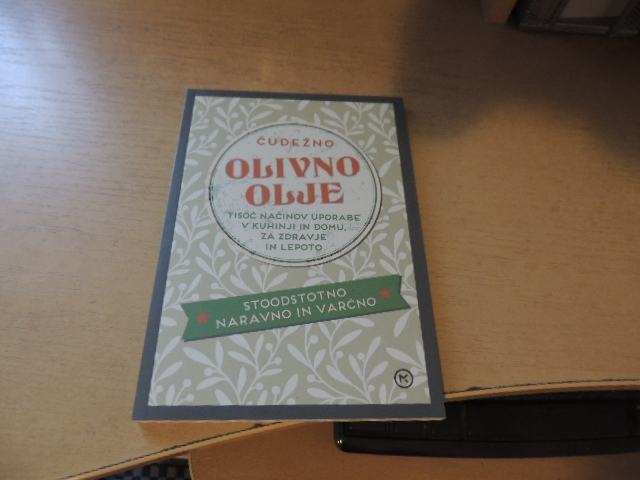 ČUDEŽNO
OLIVNO
OLJE
TISOČ NAČINOV UPORABE
V KUHINJI IN DOMU,
ZA ZDRAVJE
IN LEPOTO
STOODSTOTNO
NARAVNO IN VARČNO
M